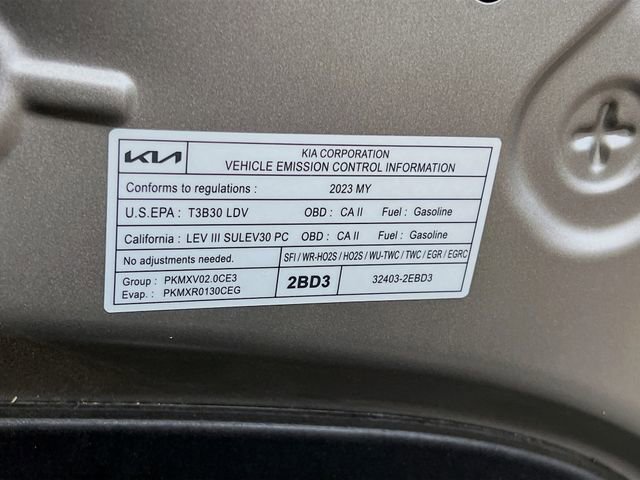 KIA KIA CORPORATION
VEHICLE EMISSION CONTROL INFORMATION
Conforms to regulations : 2023 MY
U.S.EPA : T3B30 LDV OBD : CA II Fuel : Gasoline
California : LEV III SULEV30 PC OBD : CA II Fuel : Gasoline
No adjustments needed. SFI / WR-HO2S / HO2S / WU-TWC / TWC / EGR / EGRC
Group : PKMXV02.0CE3
Evap. : PKMXR0130CEG
2BD3 32403-2EBD3